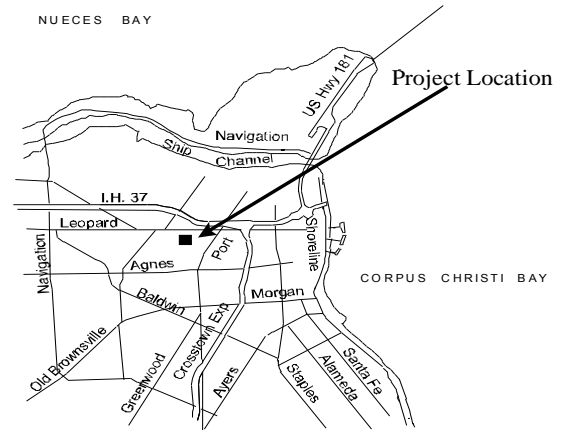 NUECES BAY
US Hwy 181
Project Location
Navigation
Ship
Channel
I.H. 37
Leopard
Port
Shoreline
Navigation
Agnes
CORPUS CHRISTI BAY
Baldwin
Morgan
Crosstown Exp
Old Brownsville
Greenwood
Ayers
Staples
Alameda
Santa Fe